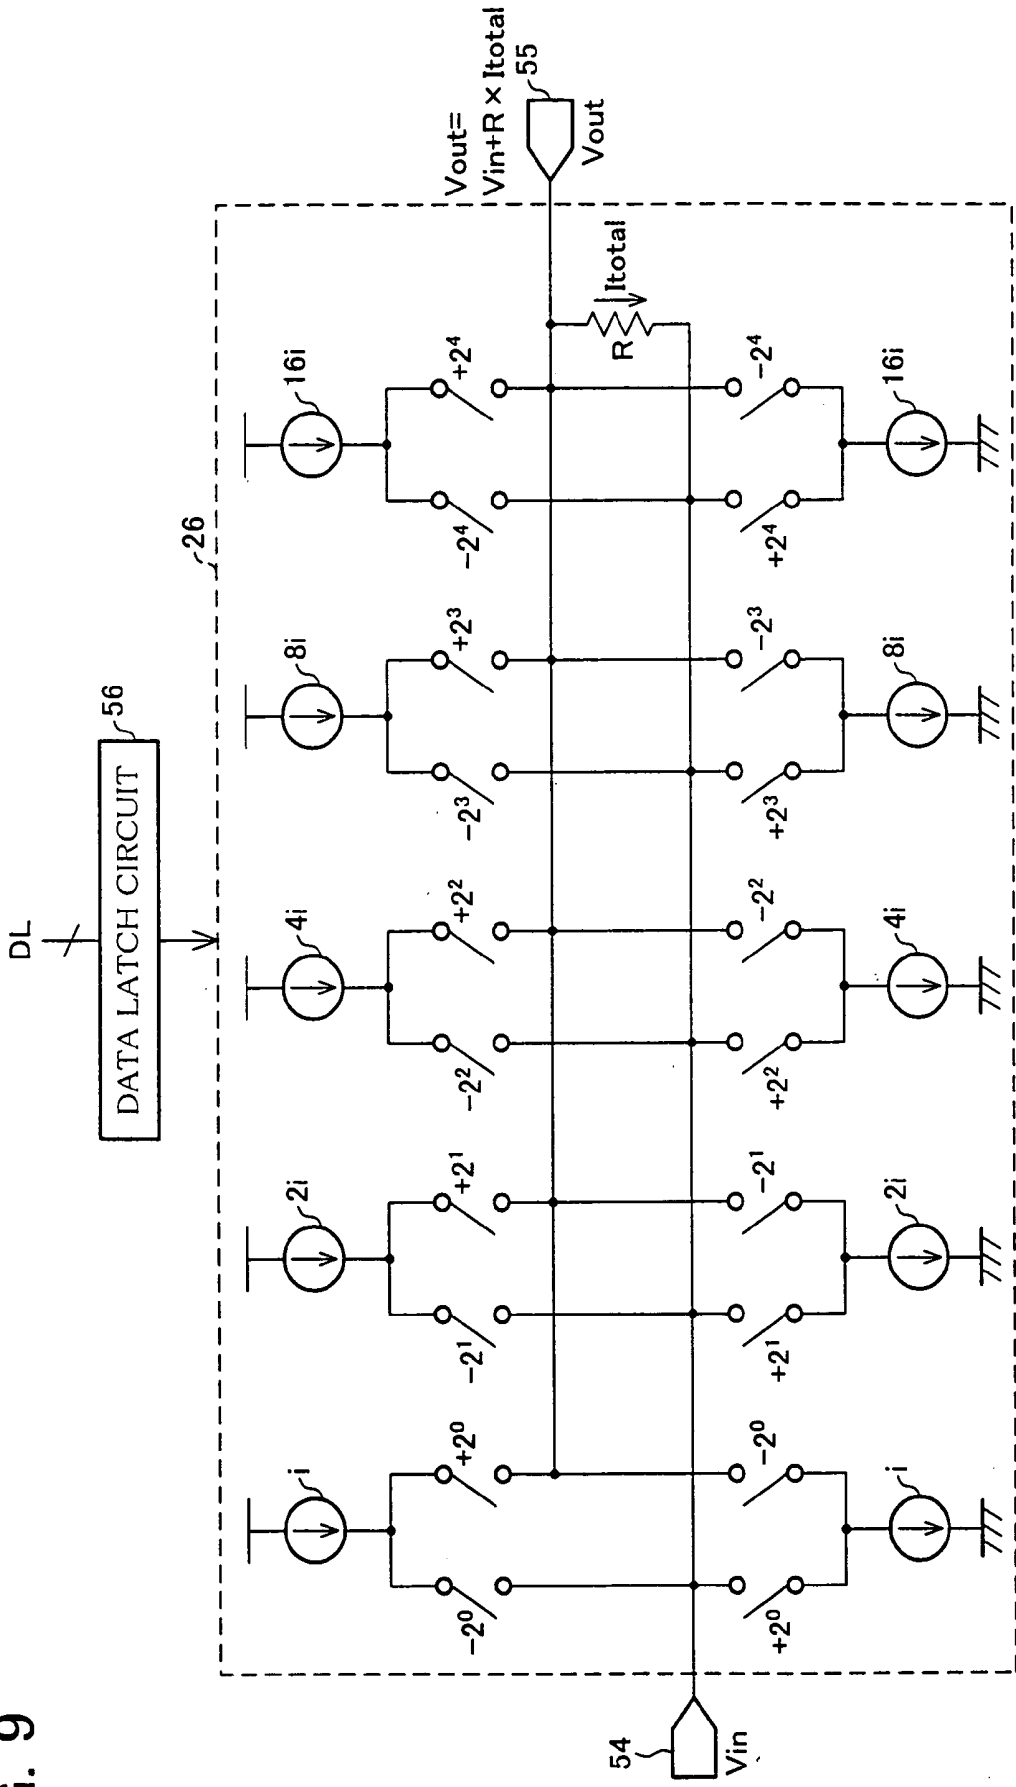 9
DL
DATA LATCH CIRCUIT
56
26
i
2i
4i
8i
16i
−2⁰
+2⁰
−2¹
+2¹
−2²
+2²
−2³
+2³
−2⁴
+2⁴
Vout=
Vin+R×Itotal
55
Vout
R
Itotal
54
Vin
+2⁰
−2⁰
+2¹
−2¹
+2²
−2²
+2³
−2³
+2⁴
−2⁴
i
2i
4i
8i
16i